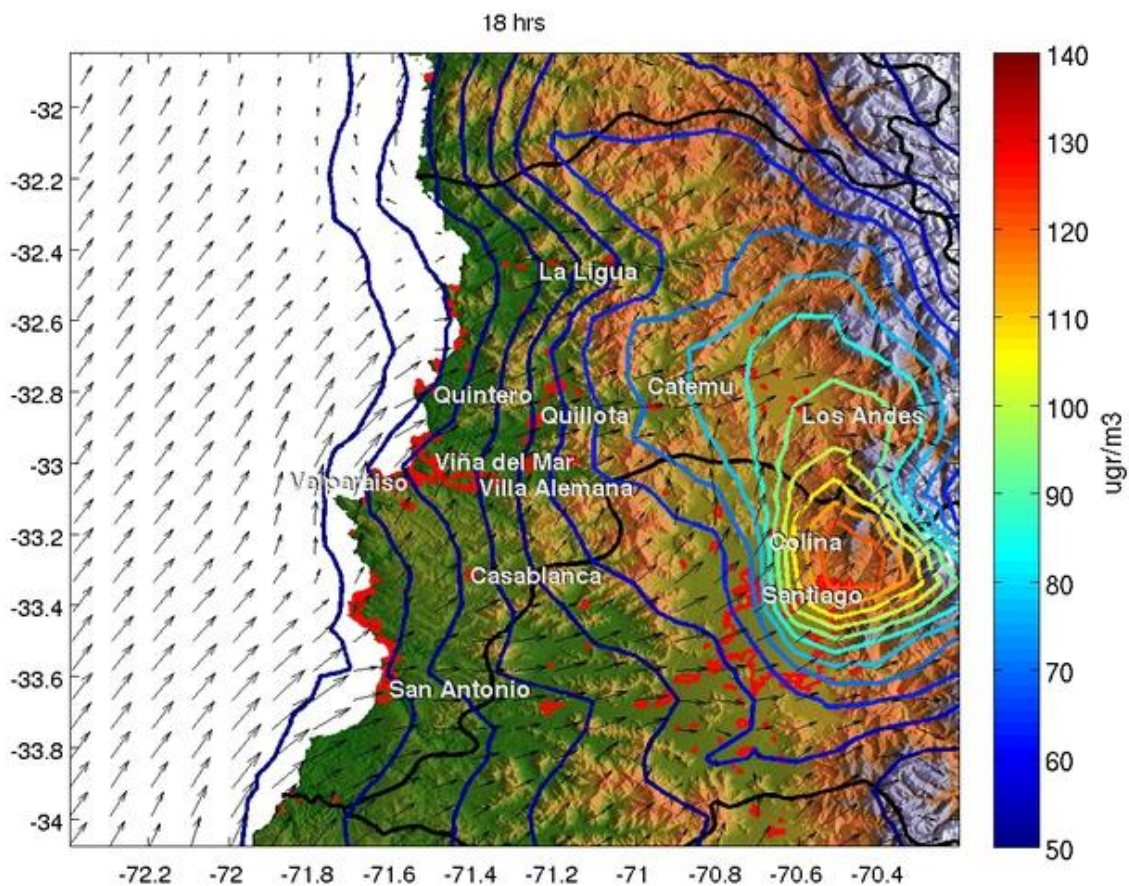 18 hrs
140
-32
130
-32.2
120
-32.4
La Ligua
110
-32.6
Catemu
-32.8
Quintero
Los Andes
Quillota
100
ugr/m3
-33
Viña del Mar
Valparaiso
Villa Alemana
90
-33.2
Colina
Casablanca
80
Santiago
-33.4
70
-33.6
San Antonio
-33.8
60
-34
50
-72.2 -72 -71.8 -71.6 -71.4 -71.2 -71 -70.8 -70.6 -70.4